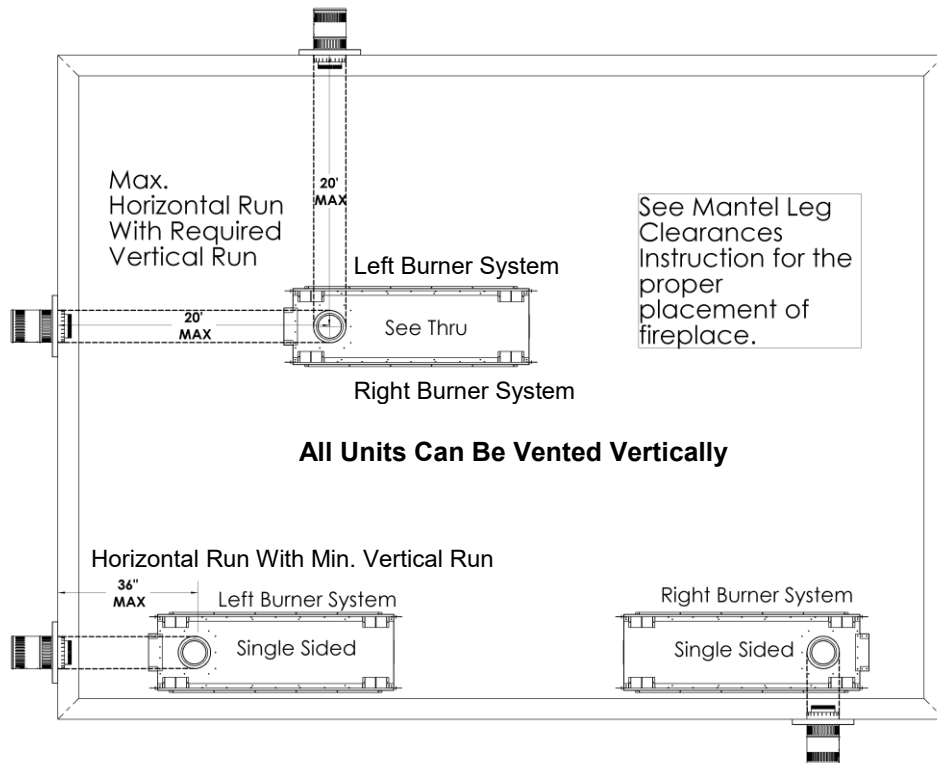 Max.
Horizontal Run
With Required
Vertical Run
20'
MAX
See Mantel Leg
Clearances
Instruction for the
proper
placement of
fireplace.
Left Burner System
20'
MAX
See Thru
Right Burner System
All Units Can Be Vented Vertically
Horizontal Run With Min. Vertical Run
36"
MAX
Left Burner System
Single Sided
Right Burner System
Single Sided